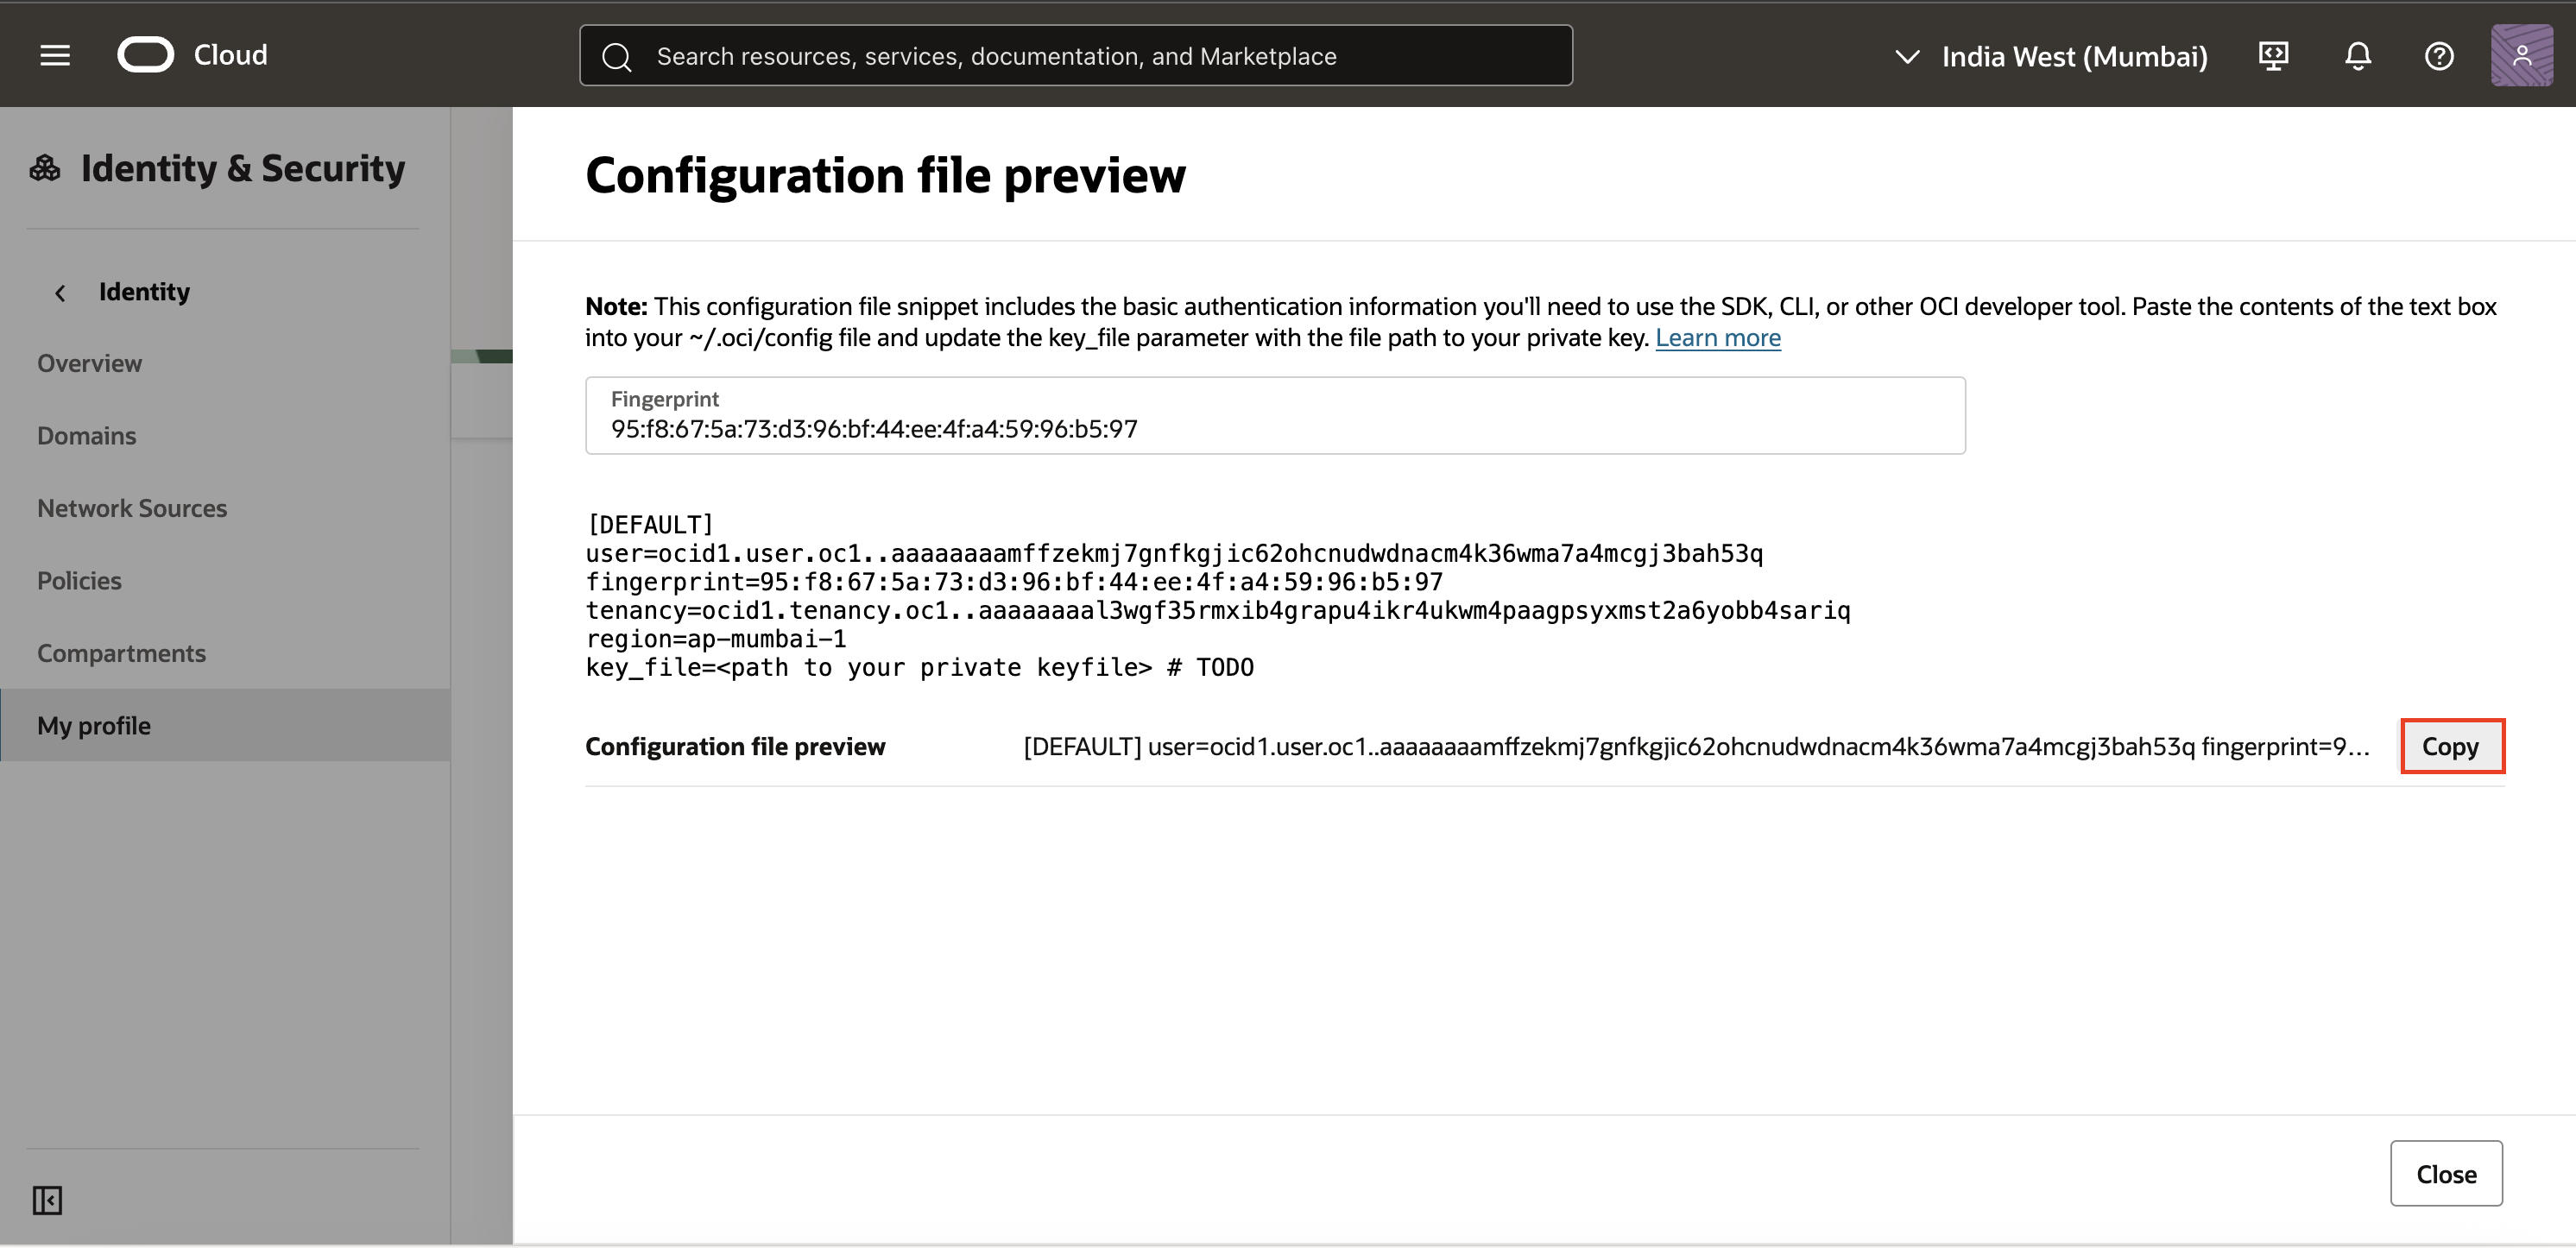 Cloud
Search resources, services, documentation, and Marketplace
India West (Mumbai)
Identity & Security
Identity
Overview
Domains
Network Sources
Policies
Compartments
My profile
Configuration file preview
Note: This configuration file snippet includes the basic authentication information you'll need to use the SDK, CLI, or other OCI developer tool. Paste the contents of the text box
into your ~/.oci/config file and update the key_file parameter with the file path to your private key. Learn more
Fingerprint
95:f8:67:5a:73:d3:96:bf:44:ee:4f:a4:59:96:b5:97
[DEFAULT]
user=ocid1.user.oc1..aaaaaaaamffzekmj7gnfkgjic62ohcnudwdnacm4k36wma7a4mcgj3bah53q
fingerprint=95:f8:67:5a:73:d3:96:bf:44:ee:4f:a4:59:96:b5:97
tenancy=ocid1.tenancy.oc1..aaaaaaaal3wgf35rmxib4grapu4ikr4ukwm4paagpsyxmst2a6yobb4sariq
region=ap-mumbai-1
key_file=<path to your private keyfile> # TODO
Configuration file preview [DEFAULT] user=ocid1.user.oc1..aaaaaaaamffzekmj7gnfkgjic62ohcnudwdnacm4k36wma7a4mcgj3bah53q fingerprint=9... Copy
Close